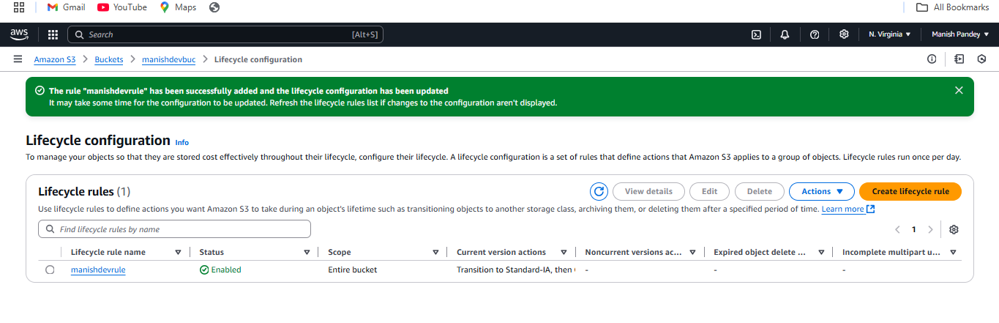 Gmail YouTube Maps All Bookmarks
aws Search [Alt+S] N. Virginia ▼ Manish Pandey ▼
Amazon S3 > Buckets > manishdevbuc > Lifecycle configuration
The rule "manishdevrule" has been successfully added and the lifecycle configuration has been updated
It may take some time for the configuration to be updated. Refresh the lifecycle rules list if changes to the configuration aren't displayed.
Lifecycle configuration Info
To manage your objects so that they are stored cost effectively throughout their lifecycle, configure their lifecycle. A lifecycle configuration is a set of rules that define actions that Amazon S3 applies to a group of objects. Lifecycle rules run once per day.
Lifecycle rules (1) View details Edit Delete Actions ▼ Create lifecycle rule
Use lifecycle rules to define actions you want Amazon S3 to take during an object's lifetime such as transitioning objects to another storage class, archiving them, or deleting them after a specified period of time. Learn more
Find lifecycle rules by name < 1 >
Lifecycle rule name Status Scope Current version actions Noncurrent versions ac... Expired object delete ... Incomplete multipart u...
manishdevrule Enabled Entire bucket Transition to Standard-IA, then - - -